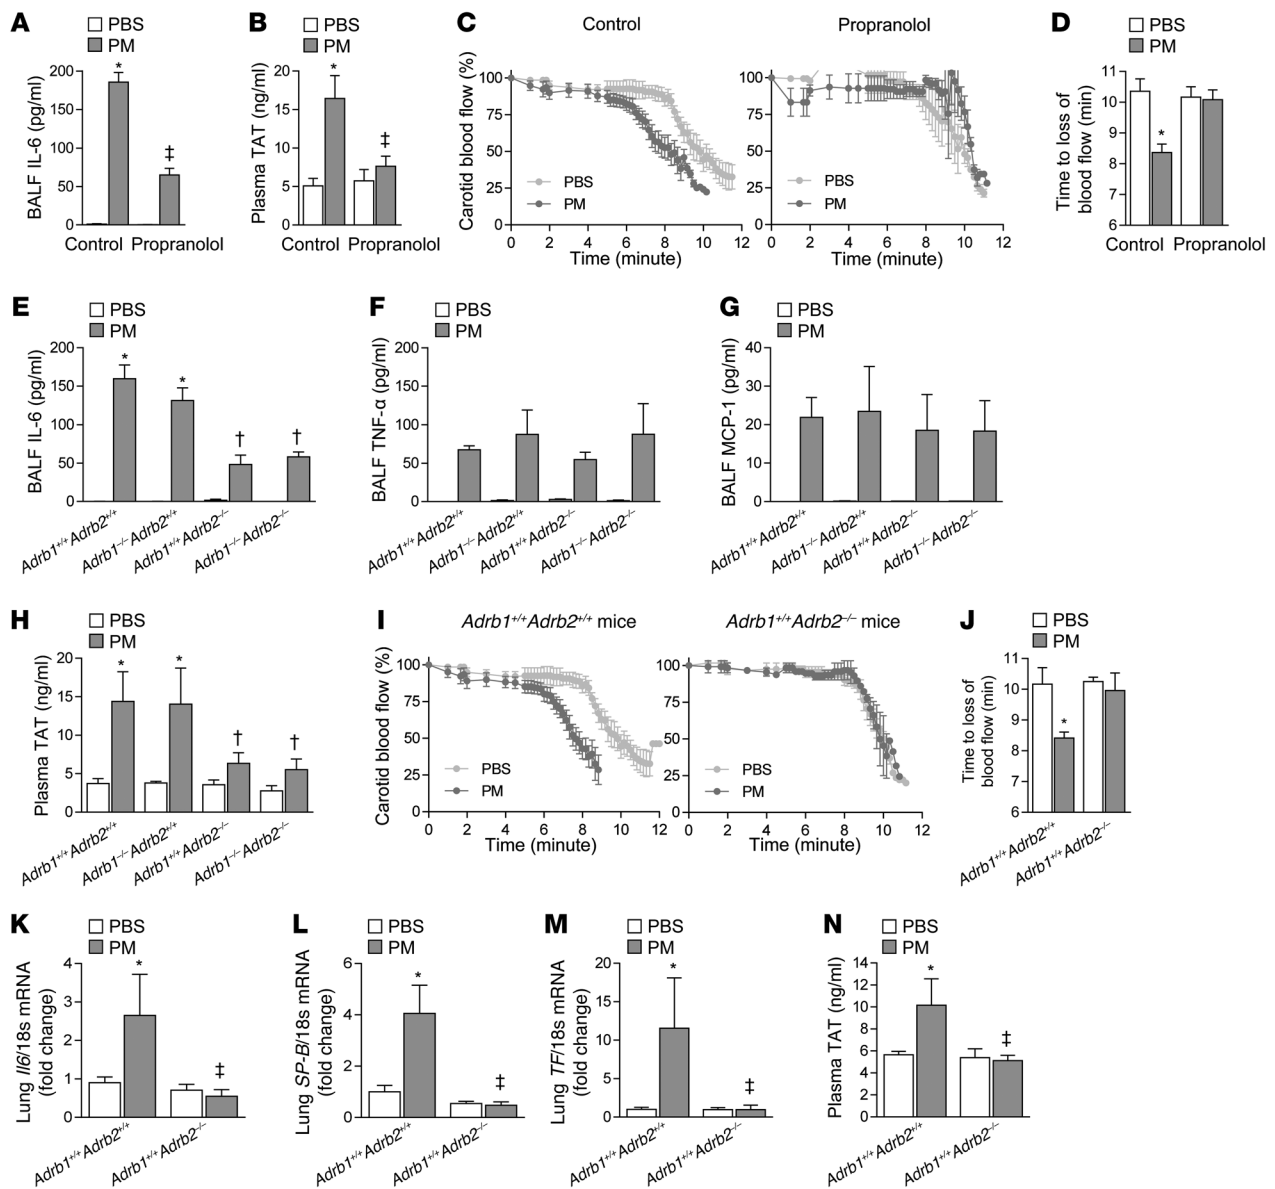 A
PBS
PM
BALF IL-6 (pg/ml)
200
150
100
50
0
*
‡
Control Propranolol
B
PBS
PM
Plasma TAT (ng/ml)
20
15
10
5
0
*
‡
Control Propranolol
C
Control
Carotid blood flow (%)
100
75
50
25
0
PBS
PM
0 2 4 6 8 10 12
Time (minute)
Propranolol
100
75
50
25
0
PBS
PM
0 2 4 6 8 10 12
Time (minute)
D
PBS
PM
Time to loss of
blood flow (min)
11
10
9
8
7
6
*
Control Propranolol
E
PBS
PM
BALF IL-6 (pg/ml)
200
150
100
50
0
* * † †
Adrb1+/+ Adrb2+/+
Adrb1–/– Adrb2+/+
Adrb1+/+ Adrb2–/–
Adrb1–/– Adrb2–/–
F
PBS
PM
BALF TNF-α (pg/ml)
200
150
100
50
0
Adrb1+/+ Adrb2+/+
Adrb1–/– Adrb2+/+
Adrb1+/+ Adrb2–/–
Adrb1–/– Adrb2–/–
G
PBS
PM
BALF MCP-1 (pg/ml)
40
30
20
10
0
Adrb1+/+ Adrb2+/+
Adrb1–/– Adrb2+/+
Adrb1+/+ Adrb2–/–
Adrb1–/– Adrb2–/–
H
PBS
PM
Plasma TAT (ng/ml)
20
15
10
5
0
* * † †
Adrb1+/+ Adrb2+/+
Adrb1–/– Adrb2+/+
Adrb1+/+ Adrb2–/–
Adrb1–/– Adrb2–/–
I
Adrb1+/+Adrb2+/+ mice
Carotid blood flow (%)
100
75
50
25
0
PBS
PM
0 2 4 6 8 10 12
Time (minute)
Adrb1+/+Adrb2–/– mice
100
75
50
25
0
PBS
PM
0 2 4 6 8 10 12
Time (minute)
J
PBS
PM
Time to loss of
blood flow (min)
11
10
9
8
7
6
*
Adrb1+/+ Adrb2+/+
Adrb1+/+ Adrb2–/–
K
PBS
PM
Lung Il6/18s mRNA
(fold change)
4
3
2
1
0
*
‡
Adrb1+/+ Adrb2+/+
Adrb1+/+ Adrb2–/–
L
PBS
PM
Lung SP-B/18s mRNA
(fold change)
6
4
2
0
*
‡
Adrb1+/+ Adrb2+/+
Adrb1+/+ Adrb2–/–
M
PBS
PM
Lung TF/18s mRNA
(fold change)
20
15
10
5
0
*
‡
Adrb1+/+ Adrb2+/+
Adrb1+/+ Adrb2–/–
N
PBS
PM
Plasma TAT (ng/ml)
14
12
10
8
6
4
2
0
*
‡
Adrb1+/+ Adrb2+/+
Adrb1+/+ Adrb2–/–